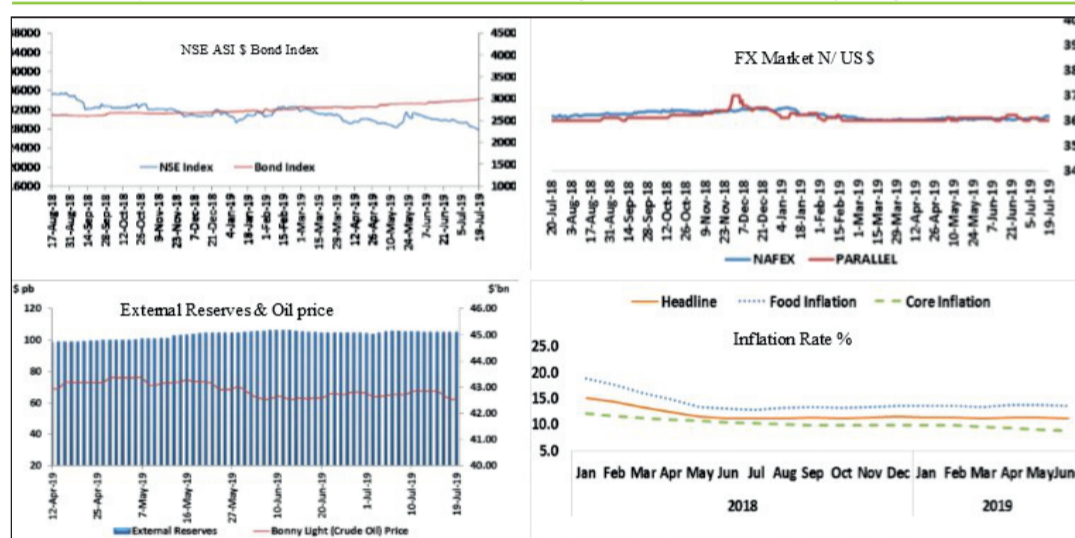 NSE ASI $ Bond Index
4500
4000
3500
3000
2500
2000
1500
1000
NSE Index
Bond Index
17-Aug-18
31-Aug-18
14-Sep-18
28-Sep-18
12-Oct-18
26-Oct-18
9-Nov-18
23-Nov-18
7-Dec-18
21-Dec-18
4-Jan-19
18-Jan-19
1-Feb-19
15-Feb-19
1-Mar-19
15-Mar-19
29-Mar-19
12-Apr-19
26-Apr-19
10-May-19
24-May-19
7-Jun-19
21-Jun-19
5-Jul-19
19-Jul-19
FX Market N/ US $
20-Jul-18
3-Aug-18
17-Aug-18
31-Aug-18
14-Sep-18
28-Sep-18
12-Oct-18
26-Oct-18
9-Nov-18
23-Nov-18
7-Dec-18
21-Dec-18
4-Jan-19
18-Jan-19
1-Feb-19
15-Feb-19
1-Mar-19
15-Mar-19
29-Mar-19
12-Apr-19
26-Apr-19
10-May-19
24-May-19
7-Jun-19
21-Jun-19
5-Jul-19
19-Jul-19
NAFEX
PARALLEL
$ pb
$'bn
External Reserves & Oil price
120
100
80
60
40
20
46.00
45.00
44.00
43.00
42.00
41.00
40.00
12-Apr-19
25-Apr-19
7-May-19
16-May-19
27-May-19
10-Jun-19
20-Jun-19
1-Jul-19
10-Jul-19
19-Jul-19
External Reserves
Bonny Light (Crude Oil) Price
Headline
Food Inflation
Core Inflation
Inflation Rate %
25.0
20.0
15.0
10.0
5.0
Jan Feb Mar Apr May Jun Jul Aug Sep Oct Nov Dec Jan Feb Mar Apr May Jun
2018 2019